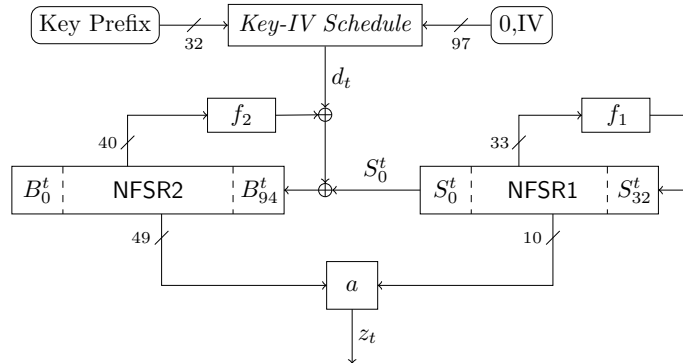 Key Prefix 32 Key-IV Schedule 97 0,IV
d_t
f_2 f_1
40 33
S_0^t
B_0^t NFSR2 B_94^t S_0^t NFSR1 S_32^t
49 10
a
z_t